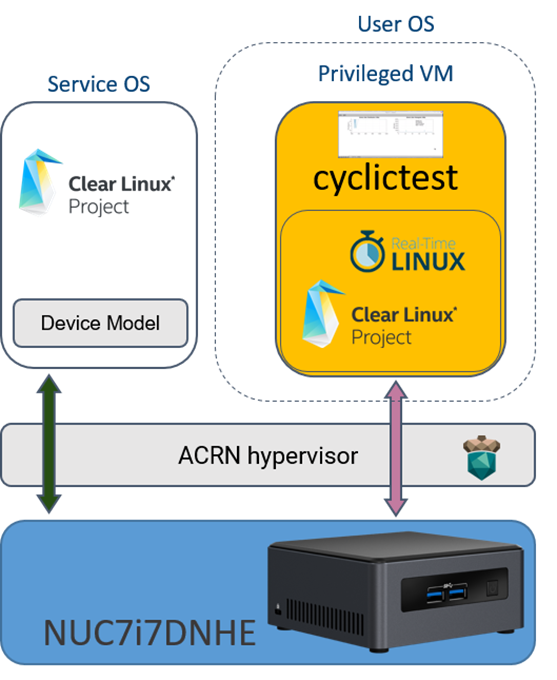 User OS
Service OS
Privileged VM
Clear Linux*
Project
Device Model
cyclictest
Real-Time
LINUX
Clear Linux*
Project
ACRN hypervisor
NUC7i7DNHE